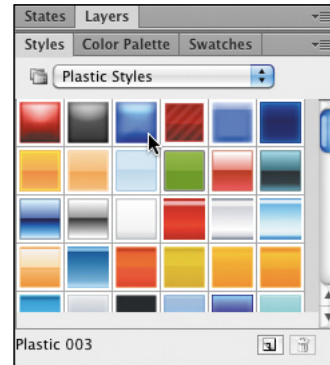 States Layers
Styles Color Palette Swatches
Plastic Styles
Plastic 003